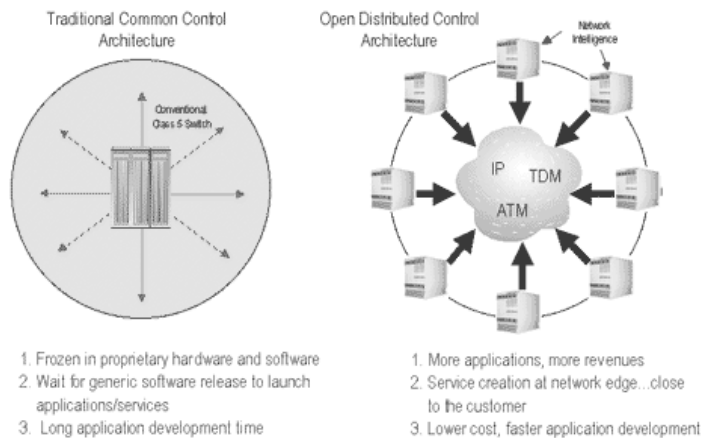 Traditional Common Control
Architecture
Conventional
Class 5 Switch
Open Distributed Control
Architecture
Network
Intelligence
IP
TDM
ATM
1. Frozen in proprietary hardware and software
2. Wait for generic software release to launch
applications/services
3. Long application development time
1. More applications, more revenues
2. Service creation at network edge...close
to the customer
3. Lower cost, faster application development